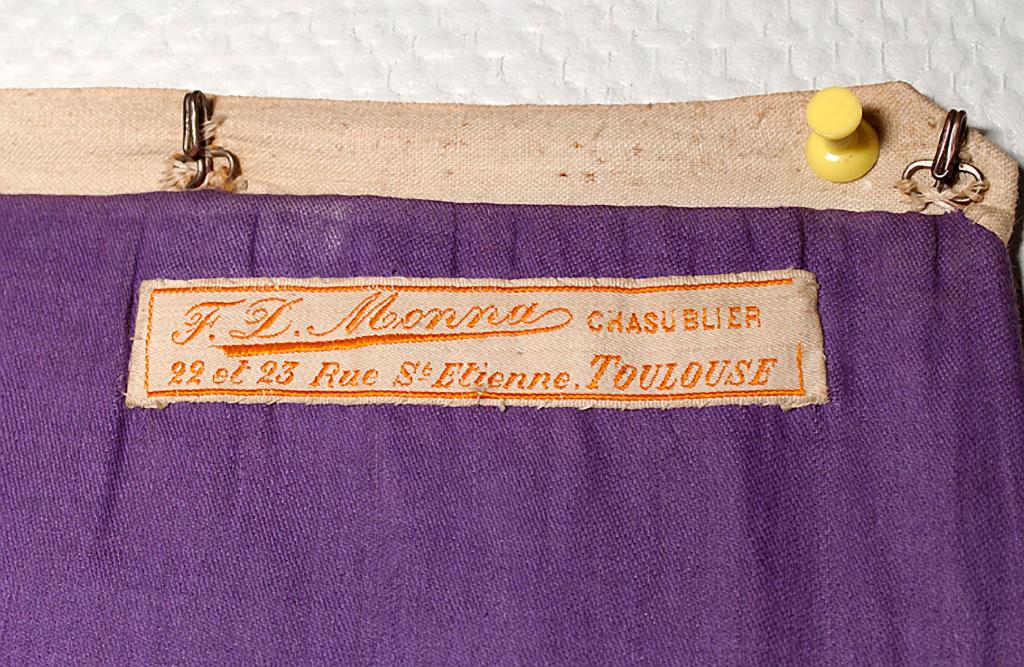 F. D. Monna CHASUBLIER
22 et 23 Rue St Etienne. TOULOUSE